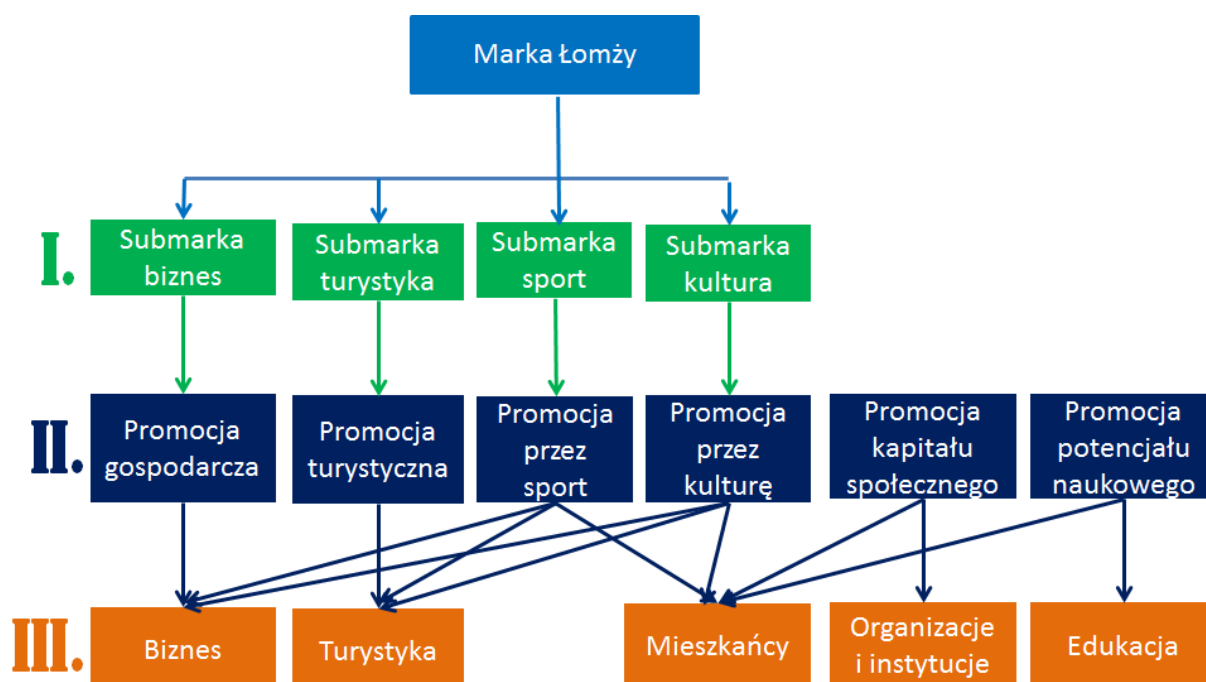 Marka Łomży
I.
Submarka
biznes
Submarka
turystyka
Submarka
sport
Submarka
kultura
II.
Promocja
gospodarcza
Promocja
turystyczna
Promocja
przez
sport
Promocja
przez
kulturę
Promocja
kapitału
społecznego
Promocja
potencjału
naukowego
III.
Biznes
Turystyka
Mieszkańcy
Organizacje
i instytucje
Edukacja